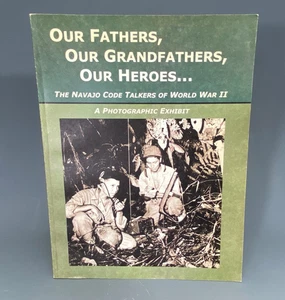 Our Fathers,
Our Grandfathers,
Our Heroes...
The Navajo Code Talkers of World War II
A Photographic Exhibit